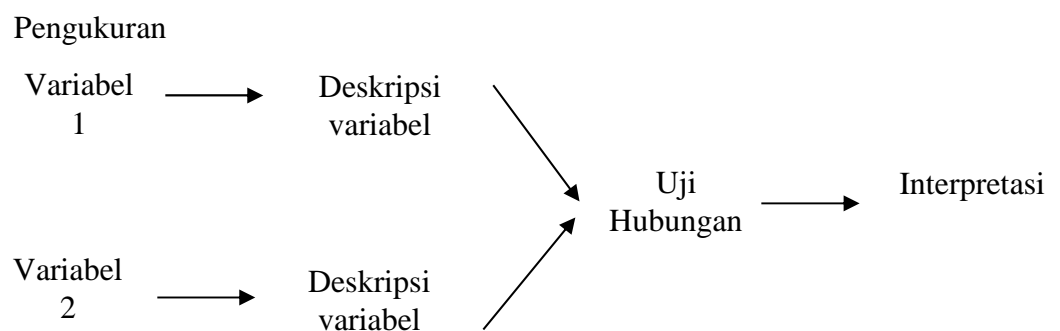 Pengukuran
Variabel
1
Deskripsi
variabel
Uji
Hubungan
Interpretasi
Variabel
2
Deskripsi
variabel